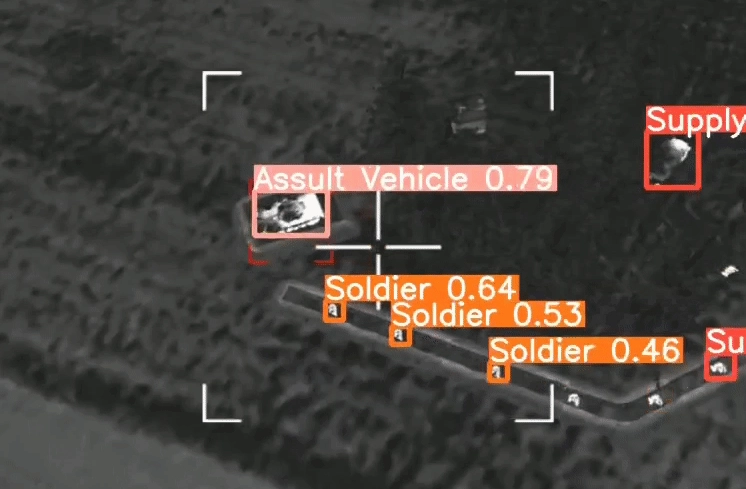 Supply
Assult Vehicle 0.79
Soldier 0.64
Soldier 0.53
Su
Soldier 0.46